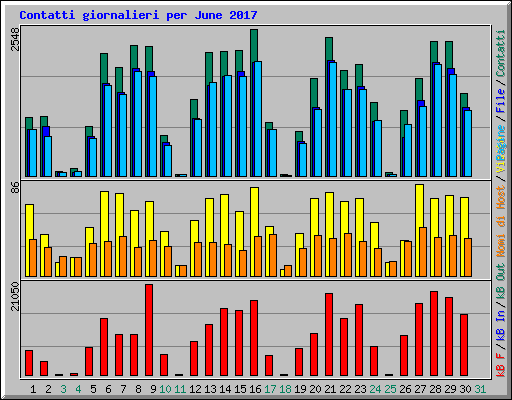 Contatti giornalieri per June 2017
2548
86
21050
kB F / kB In / kB Out Nomi di Host / Visite Pagine / File / Contatti
1 2 3 4 5 6 7 8 9 10 11 12 13 14 15 16 17 18 19 20 21 22 23 24 25 26 27 28 29 30 31